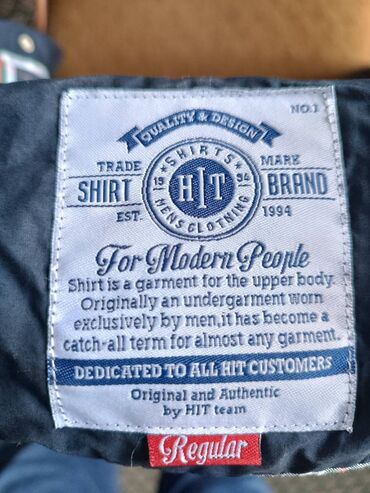 NO.1
QUALITY & DESIGN
TRADE MARK
SHIRTS
SHIRT 19 HIT 94 BRAND
MENS CLOTHING
EST. 1994
For Modern People
Shirt is a garment for the upper body.
Originally an undergarment worn
exclusively by men, it has become a
catch-all term for almost any garment.
DEDICATED TO ALL HIT CUSTOMERS
Original and Authentic
by HIT team
Regular